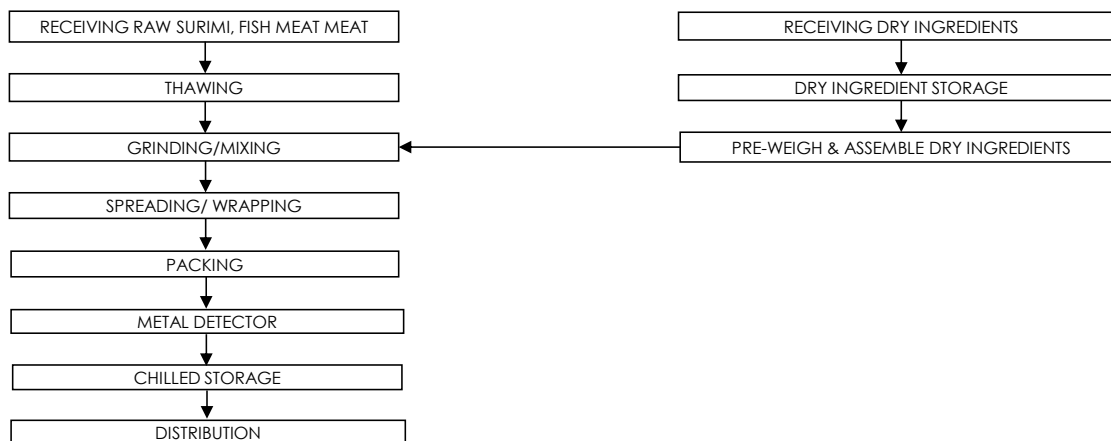 RECEIVING RAW SURIMI, FISH MEAT MEAT
THAWING
GRINDING/MIXING
SPREADING/ WRAPPING
PACKING
METAL DETECTOR
CHILLED STORAGE
DISTRIBUTION
RECEIVING DRY INGREDIENTS
DRY INGREDIENT STORAGE
PRE-WEIGH & ASSEMBLE DRY INGREDIENTS